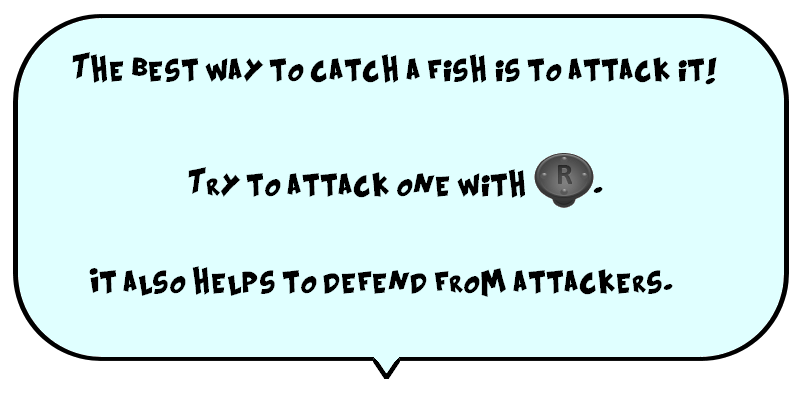 The best way to catch a fish is to attack it!
Try to attack one with R.
it also helps to defend from attackers.